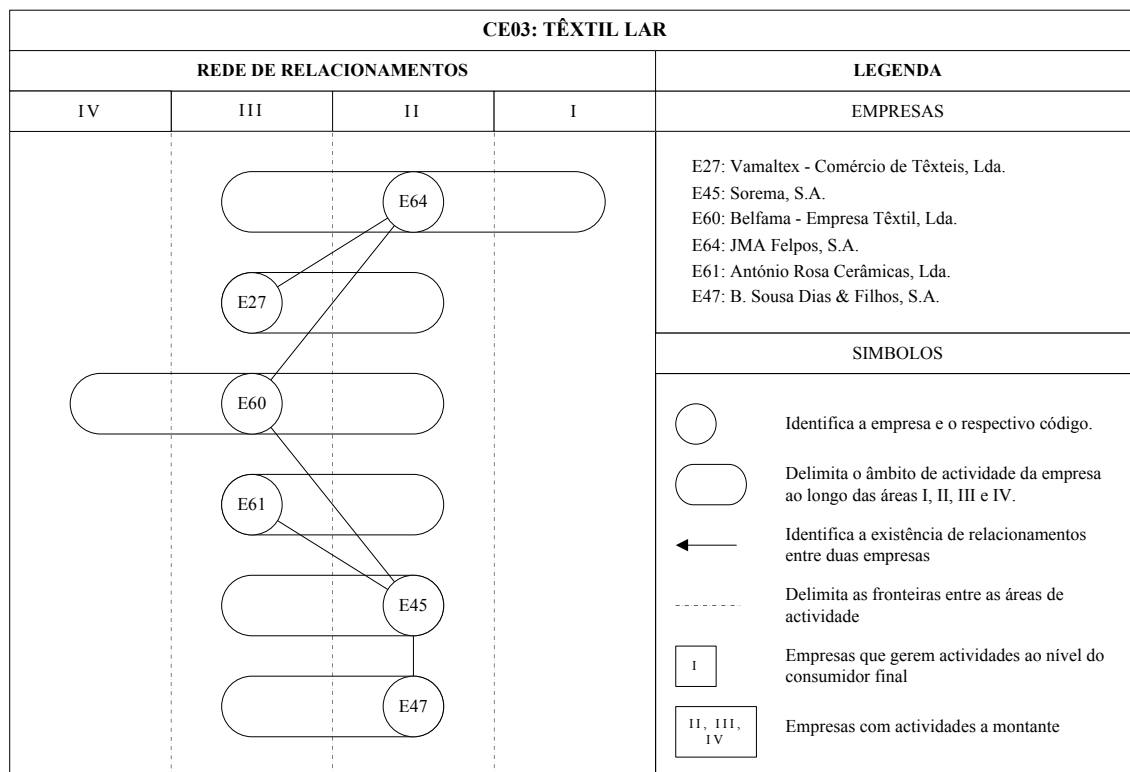 CE03: TÊXTIL LAR
REDE DE RELACIONAMENTOS
LEGENDA
IV
III
II
I
EMPRESAS
E64
E27
E60
E61
E45
E47
E27: Vamaltex - Comércio de Têxteis, Lda.
E45: Sorema, S.A.
E60: Belfama - Empresa Têxtil, Lda.
E64: JMA Felpos, S.A.
E61: António Rosa Cerâmicas, Lda.
E47: B. Sousa Dias & Filhos, S.A.
SIMBOLOS
Identifica a empresa e o respectivo código.
Delimita o âmbito de actividade da empresa
ao longo das áreas I, II, III e IV.
Identifica a existência de relacionamentos
entre duas empresas
Delimita as fronteiras entre as áreas de
actividade
I
Empresas que gerem actividades ao nível do
consumidor final
II, III,
IV
Empresas com actividades a montante